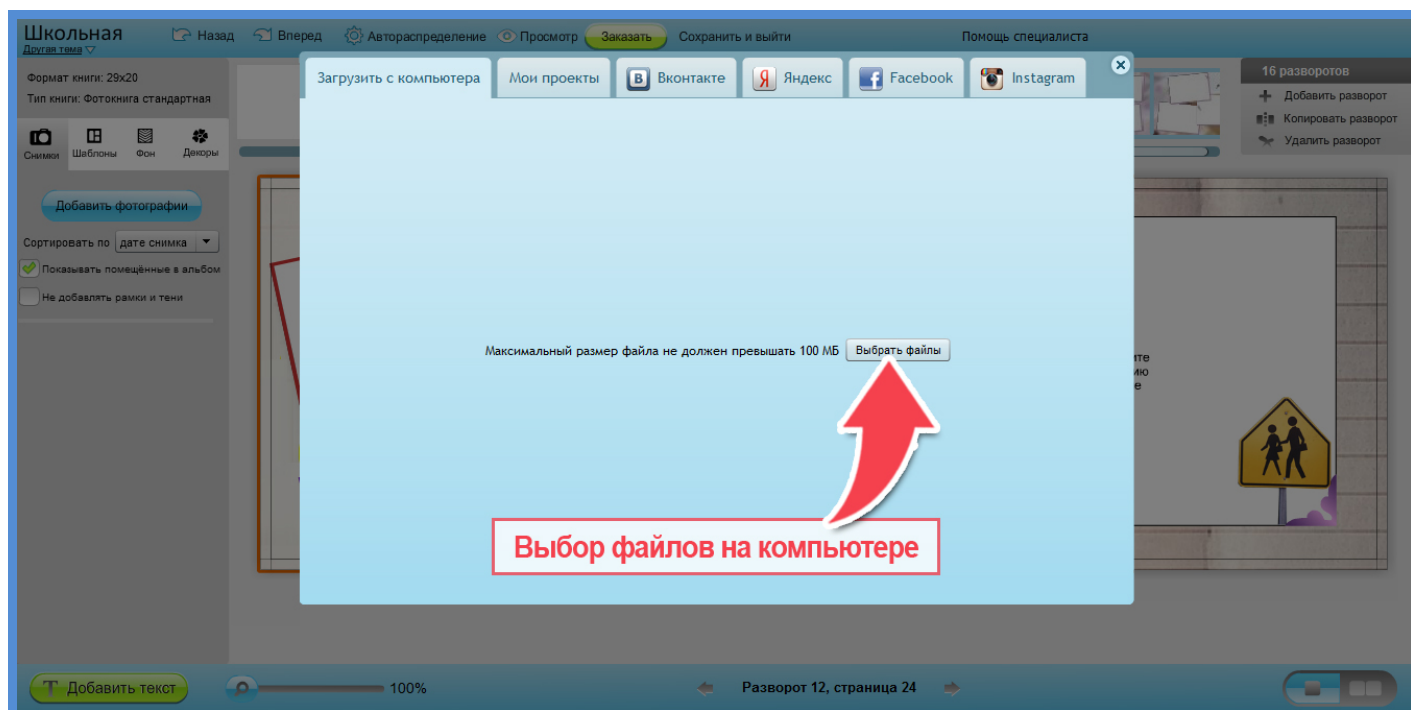 Школьная
Другая тема
Назад
Вперед
Автораспределение
Просмотр
Заказать
Сохранить и выйти
Помощь специалиста
Формат книги: 29x20
Тип книги: Фотокнига стандартная
Снимки
Шаблоны
Фон
Декоры
Добавить фотографии
Сортировать по дате снимка
Показывать помещённые в альбом
Не добавлять рамки и тени
Загрузить с компьютера
Мои проекты
Вконтакте
Яндекс
Facebook
Instagram
16 разворотов
Добавить разворот
Копировать разворот
Удалить разворот
Максимальный размер файла не должен превышать 100 МБ
Выбрать файлы
Выбор файлов на компьютере
Добавить текст
100%
Разворот 12, страница 24